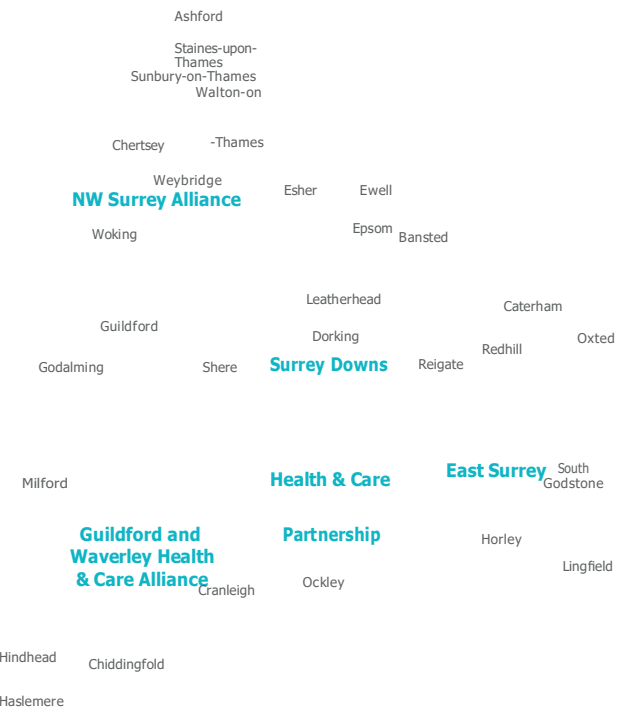 Ashford
Staines-upon-
Thames
Sunbury-on-Thames
Walton-on
-Thames
Chertsey
Weybridge
NW Surrey Alliance
Esher
Ewell
Woking
Epsom
Bansted
Leatherhead
Caterham
Guildford
Dorking
Oxted
Redhill
Godalming
Shere
Surrey Downs
Reigate
East Surrey
South
Godstone
Milford
Health & Care
Guildford and
Waverley Health
& Care Alliance
Partnership
Horley
Lingfield
Cranleigh
Ockley
Hindhead
Chiddingfold
Haslemere